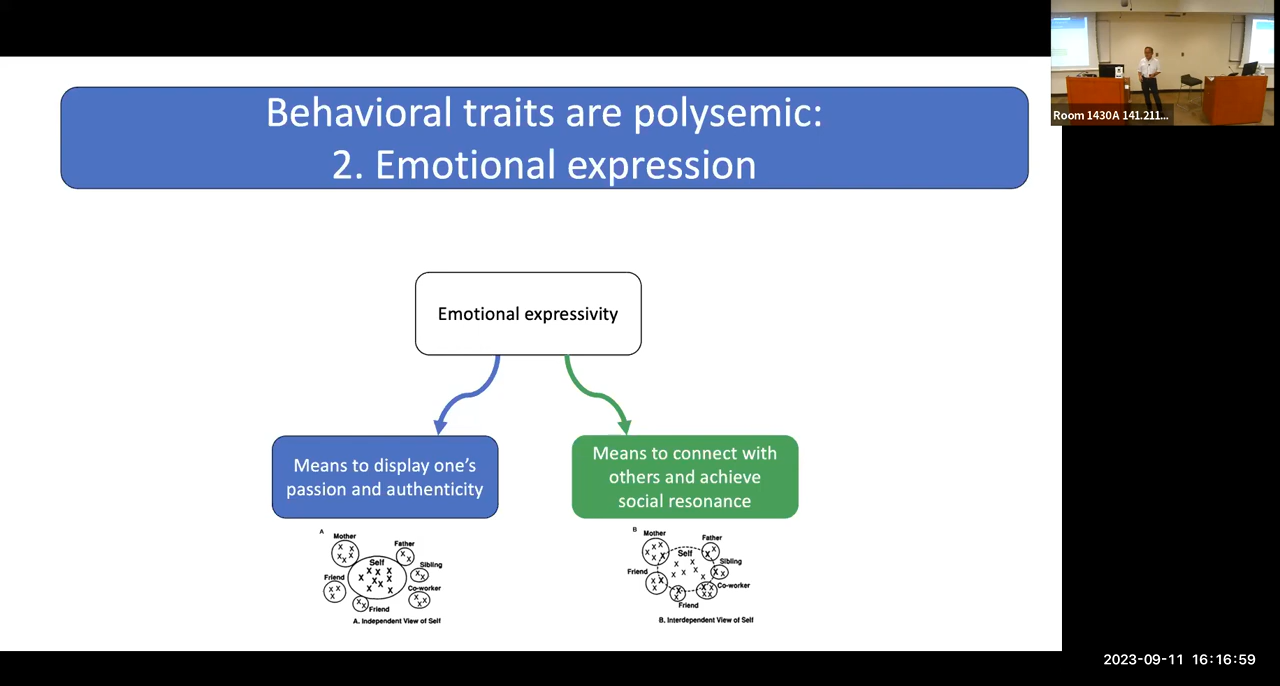 Behavioral traits are polysemic:
2. Emotional expression
Room 1430A 141.211...
Emotional expressivity
Means to display one's
passion and authenticity
Means to connect with
others and achieve
social resonance
A
Mother
Father
Self
Sibling
Friend
Co-worker
Friend
A. Independent View of Self
B
Mother
Father
Self
Sibling
Friend
Co-worker
Friend
B. Interdependent View of Self
2023-09-11 16:16:59